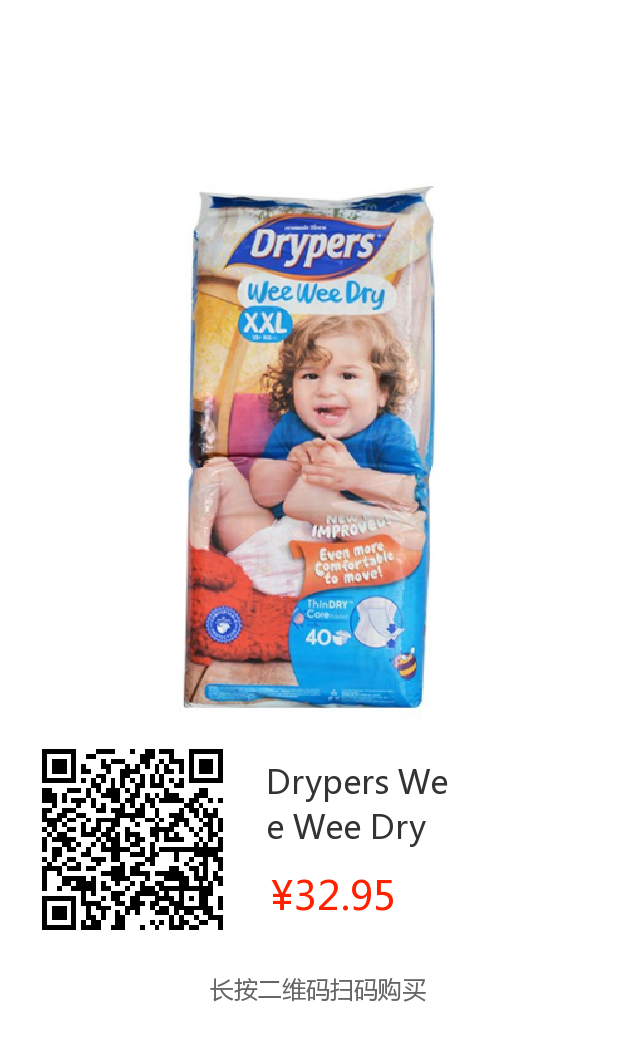 Drypers
Wee Wee Dry
XXL
IMPROVED!
Even more
Comfortable
to move!
ThinDRY
Core
40
Drypers We
e Wee Dry
¥32.95
长按二维码扫码购买